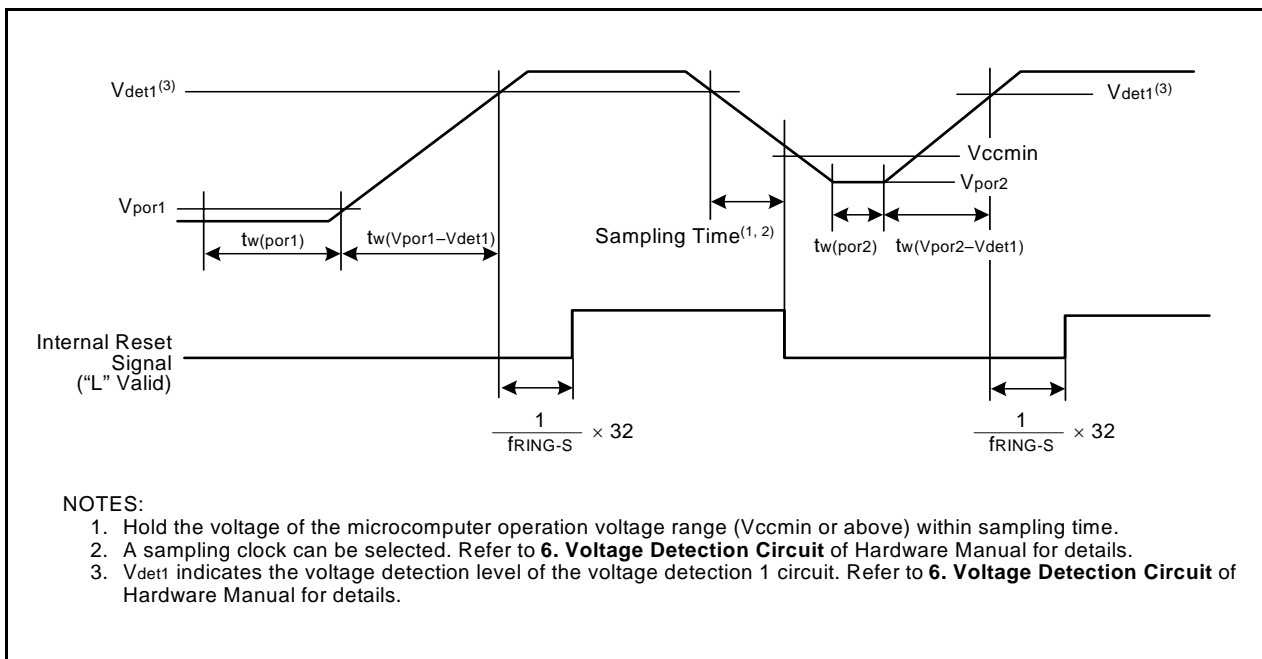 Vdet1(3)
Vdet1(3)
Vccmin
Vpor1
Vpor2
tw(por1)
tw(Vpor1–Vdet1)
Sampling Time(1, 2)
tw(por2)
tw(Vpor2–Vdet1)
Internal Reset
Signal
(“L” Valid)
1
fRING-S
× 32
1
fRING-S
× 32
NOTES:
1. Hold the voltage of the microcomputer operation voltage range (Vccmin or above) within sampling time.
2. A sampling clock can be selected. Refer to 6. Voltage Detection Circuit of Hardware Manual for details.
3. Vdet1 indicates the voltage detection level of the voltage detection 1 circuit. Refer to 6. Voltage Detection Circuit of
Hardware Manual for details.